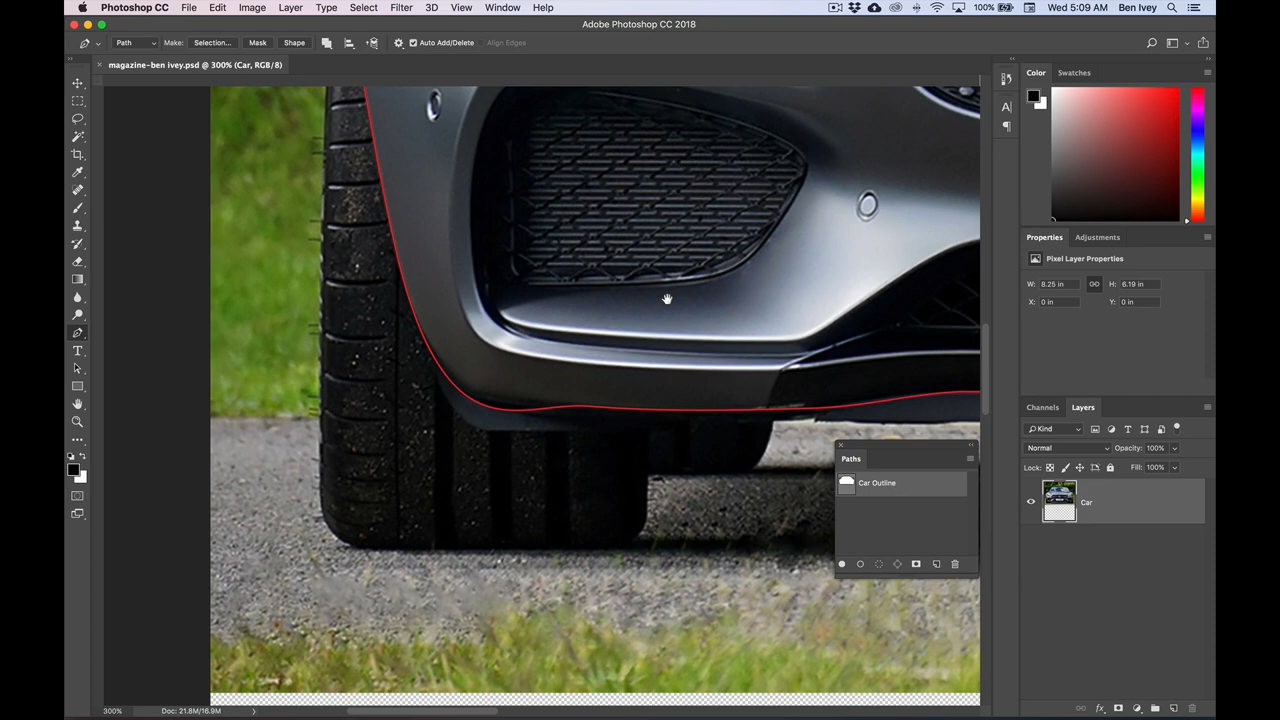 Photoshop CC File Edit Image Layer Type Select Filter 3D View Window Help 100% Wed 5:09 AM Ben Ivey
Adobe Photoshop CC 2018
Path Make: Selection... Mask Shape Auto Add/Delete Align Edges
× magazine-ben ivey.psd @ 300% (Car, RGB/8)
Color Swatches
Properties Adjustments
Pixel Layer Properties
W: 8.25 in H: 6.19 in
X: 0 in Y: 0 in
Channels Layers
Kind
Normal Opacity: 100%
Lock: Fill: 100%
Car
Paths
Car Outline
300% Doc: 21.8M/16.9M